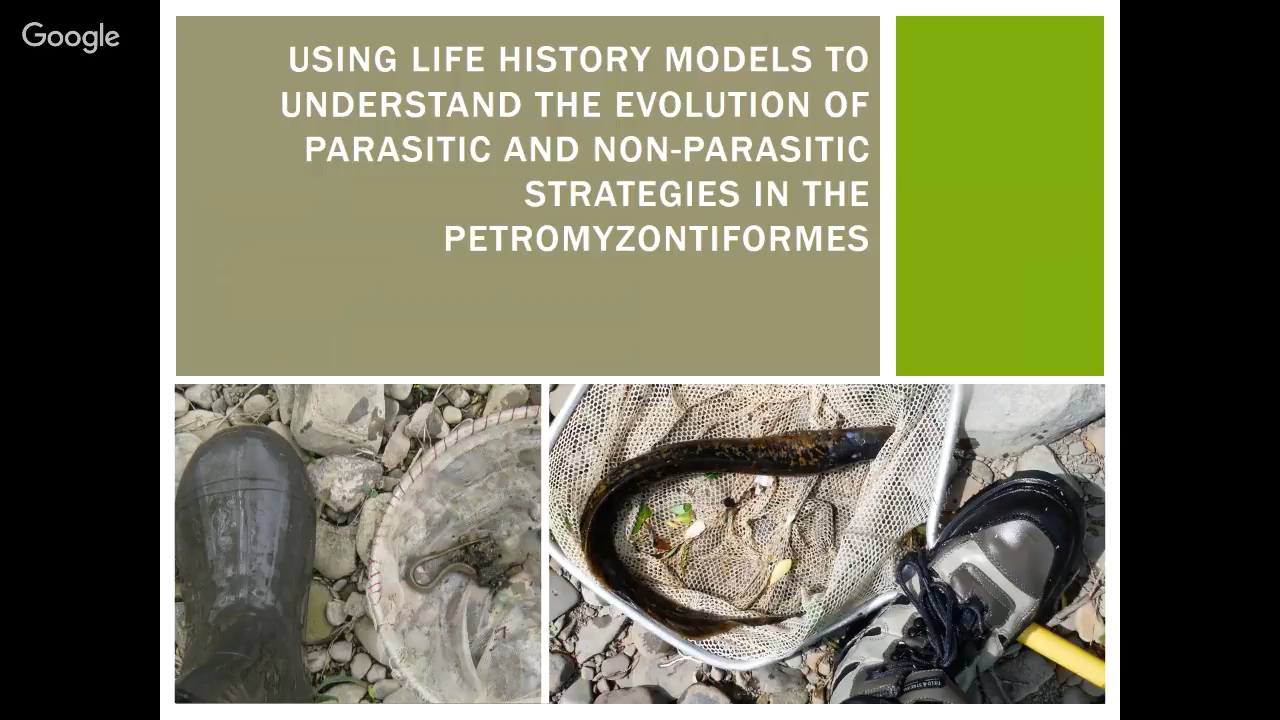 Google
USING LIFE HISTORY MODELS TO
UNDERSTAND THE EVOLUTION OF
PARASITIC AND NON-PARASITIC
STRATEGIES IN THE
PETROMYZONTIFORMES